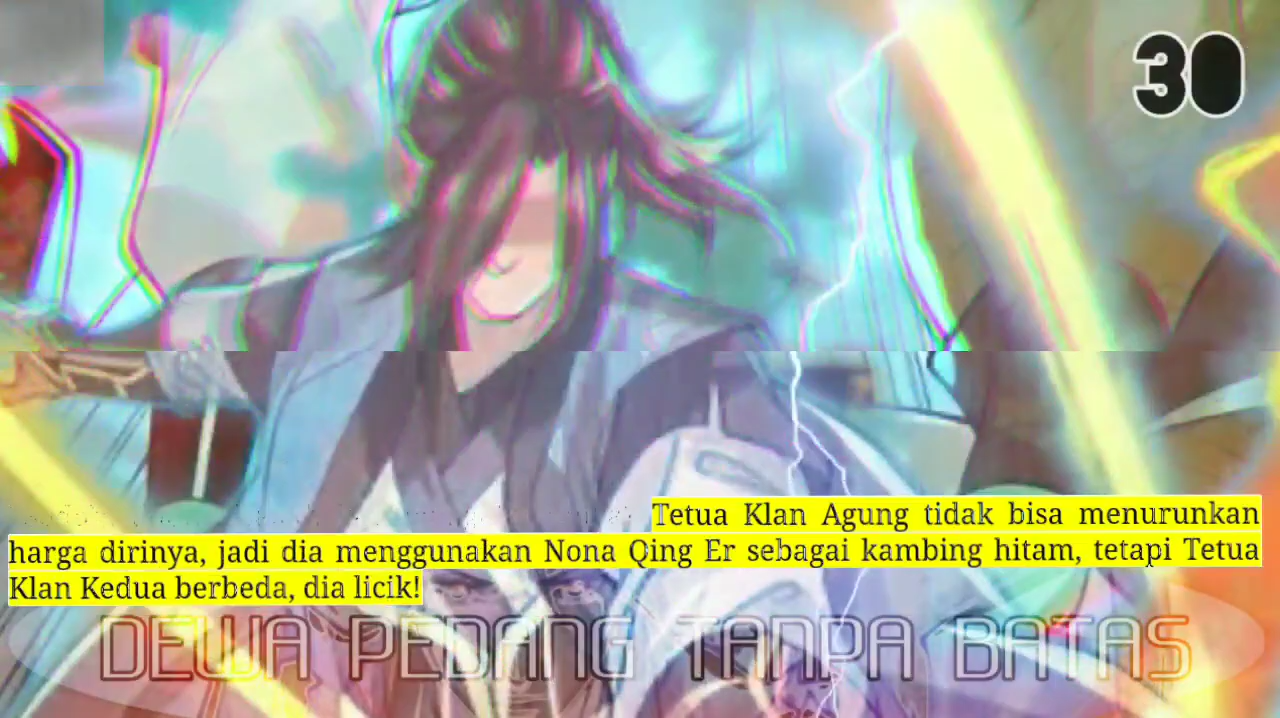 30
Tetua Klan Agung tidak bisa menurunkan
harga dirinya, jadi dia menggunakan Nona Qing Er sebagai kambing hitam, tetapi Tetua
Klan Kedua berbeda, dia licik!
DEWA PEDANG TANPA BATAS